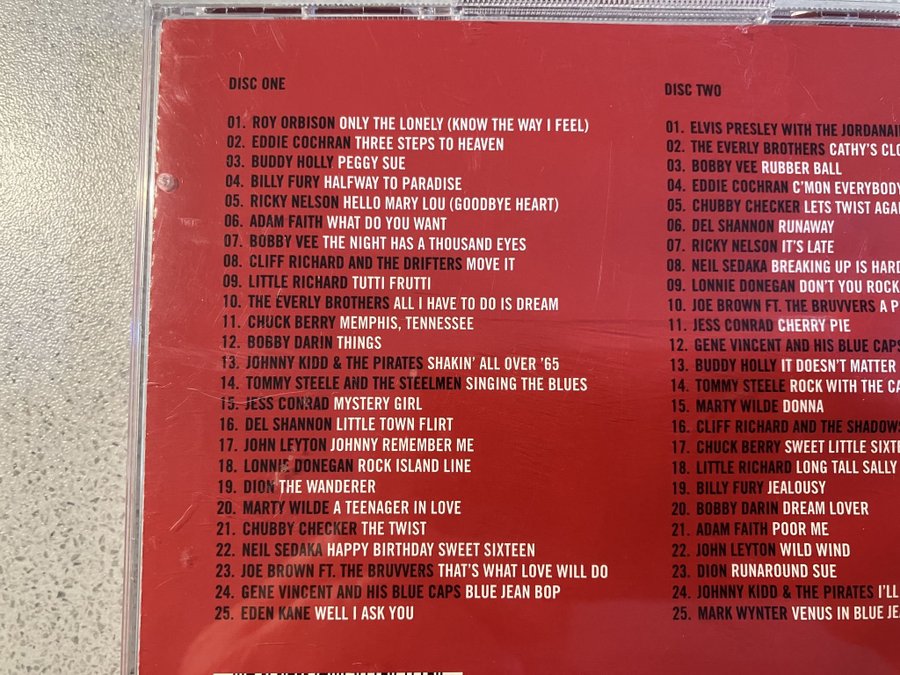 DISC ONE
01. ROY ORBISON ONLY THE LONELY (KNOW THE WAY I FEEL)
02. EDDIE COCHRAN THREE STEPS TO HEAVEN
03. BUDDY HOLLY PEGGY SUE
04. BILLY FURY HALFWAY TO PARADISE
05. RICKY NELSON HELLO MARY LOU (GOODBYE HEART)
06. ADAM FAITH WHAT DO YOU WANT
07. BOBBY VEE THE NIGHT HAS A THOUSAND EYES
08. CLIFF RICHARD AND THE DRIFTERS MOVE IT
09. LITTLE RICHARD TUTTI FRUTTI
10. THE EVERLY BROTHERS ALL I HAVE TO DO IS DREAM
11. CHUCK BERRY MEMPHIS, TENNESSEE
12. BOBBY DARIN THINGS
13. JOHNNY KIDD & THE PIRATES SHAKIN' ALL OVER '65
14. TOMMY STEELE AND THE STEELMEN SINGING THE BLUES
15. JESS CONRAD MYSTERY GIRL
16. DEL SHANNON LITTLE TOWN FLIRT
17. JOHN LEYTON JOHNNY REMEMBER ME
18. LONNIE DONEGAN ROCK ISLAND LINE
19. DION THE WANDERER
20. MARTY WILDE A TEENAGER IN LOVE
21. CHUBBY CHECKER THE TWIST
22. NEIL SEDAKA HAPPY BIRTHDAY SWEET SIXTEEN
23. JOE BROWN FT. THE BRUVVERS THAT'S WHAT LOVE WILL DO
24. GENE VINCENT AND HIS BLUE CAPS BLUE JEAN BOP
25. EDEN KANE WELL I ASK YOU
DISC TWO
01. ELVIS PRESLEY WITH THE
02. THE EVERLY BROTHERS CATHY'S
03. BOBBY VEE RUBBER BALL
04. EDDIE COCHRAN C'MON EVERYBODY
05. CHUBBY CHECKER LETS TWIST
06. DEL SHANNON RUNAWAY
07. RICKY NELSON IT'S LATE
08. NEIL SEDAKA BREAKING UP IS HARD
09. LONNIE DONEGAN DON'T YOU ROCK
10. JOE BROWN FT. THE BRUVVERS A
11. JESS CONRAD CHERRY PIE
12. GENE VINCENT AND HIS BLUE CAPS
13. BUDDY HOLLY IT DOESN'T MATTER
14. TOMMY STEELE ROCK WITH THE
15. MARTY WILDE DONNA
16. CLIFF RICHARD AND THE SHADOWS
17. CHUCK BERRY SWEET LITTLE
18. LITTLE RICHARD LONG TALL SALLY
19. BILLY FURY JEALOUSY
20. BOBBY DARIN DREAM LOVER
21. ADAM FAITH POOR ME
22. JOHN LEYTON WILD WIND
23. DION RUNAROUND SUE
24. JOHNNY KIDD & THE PIRATES I'LL
25. MARK WYNTER VENUS IN BLUE